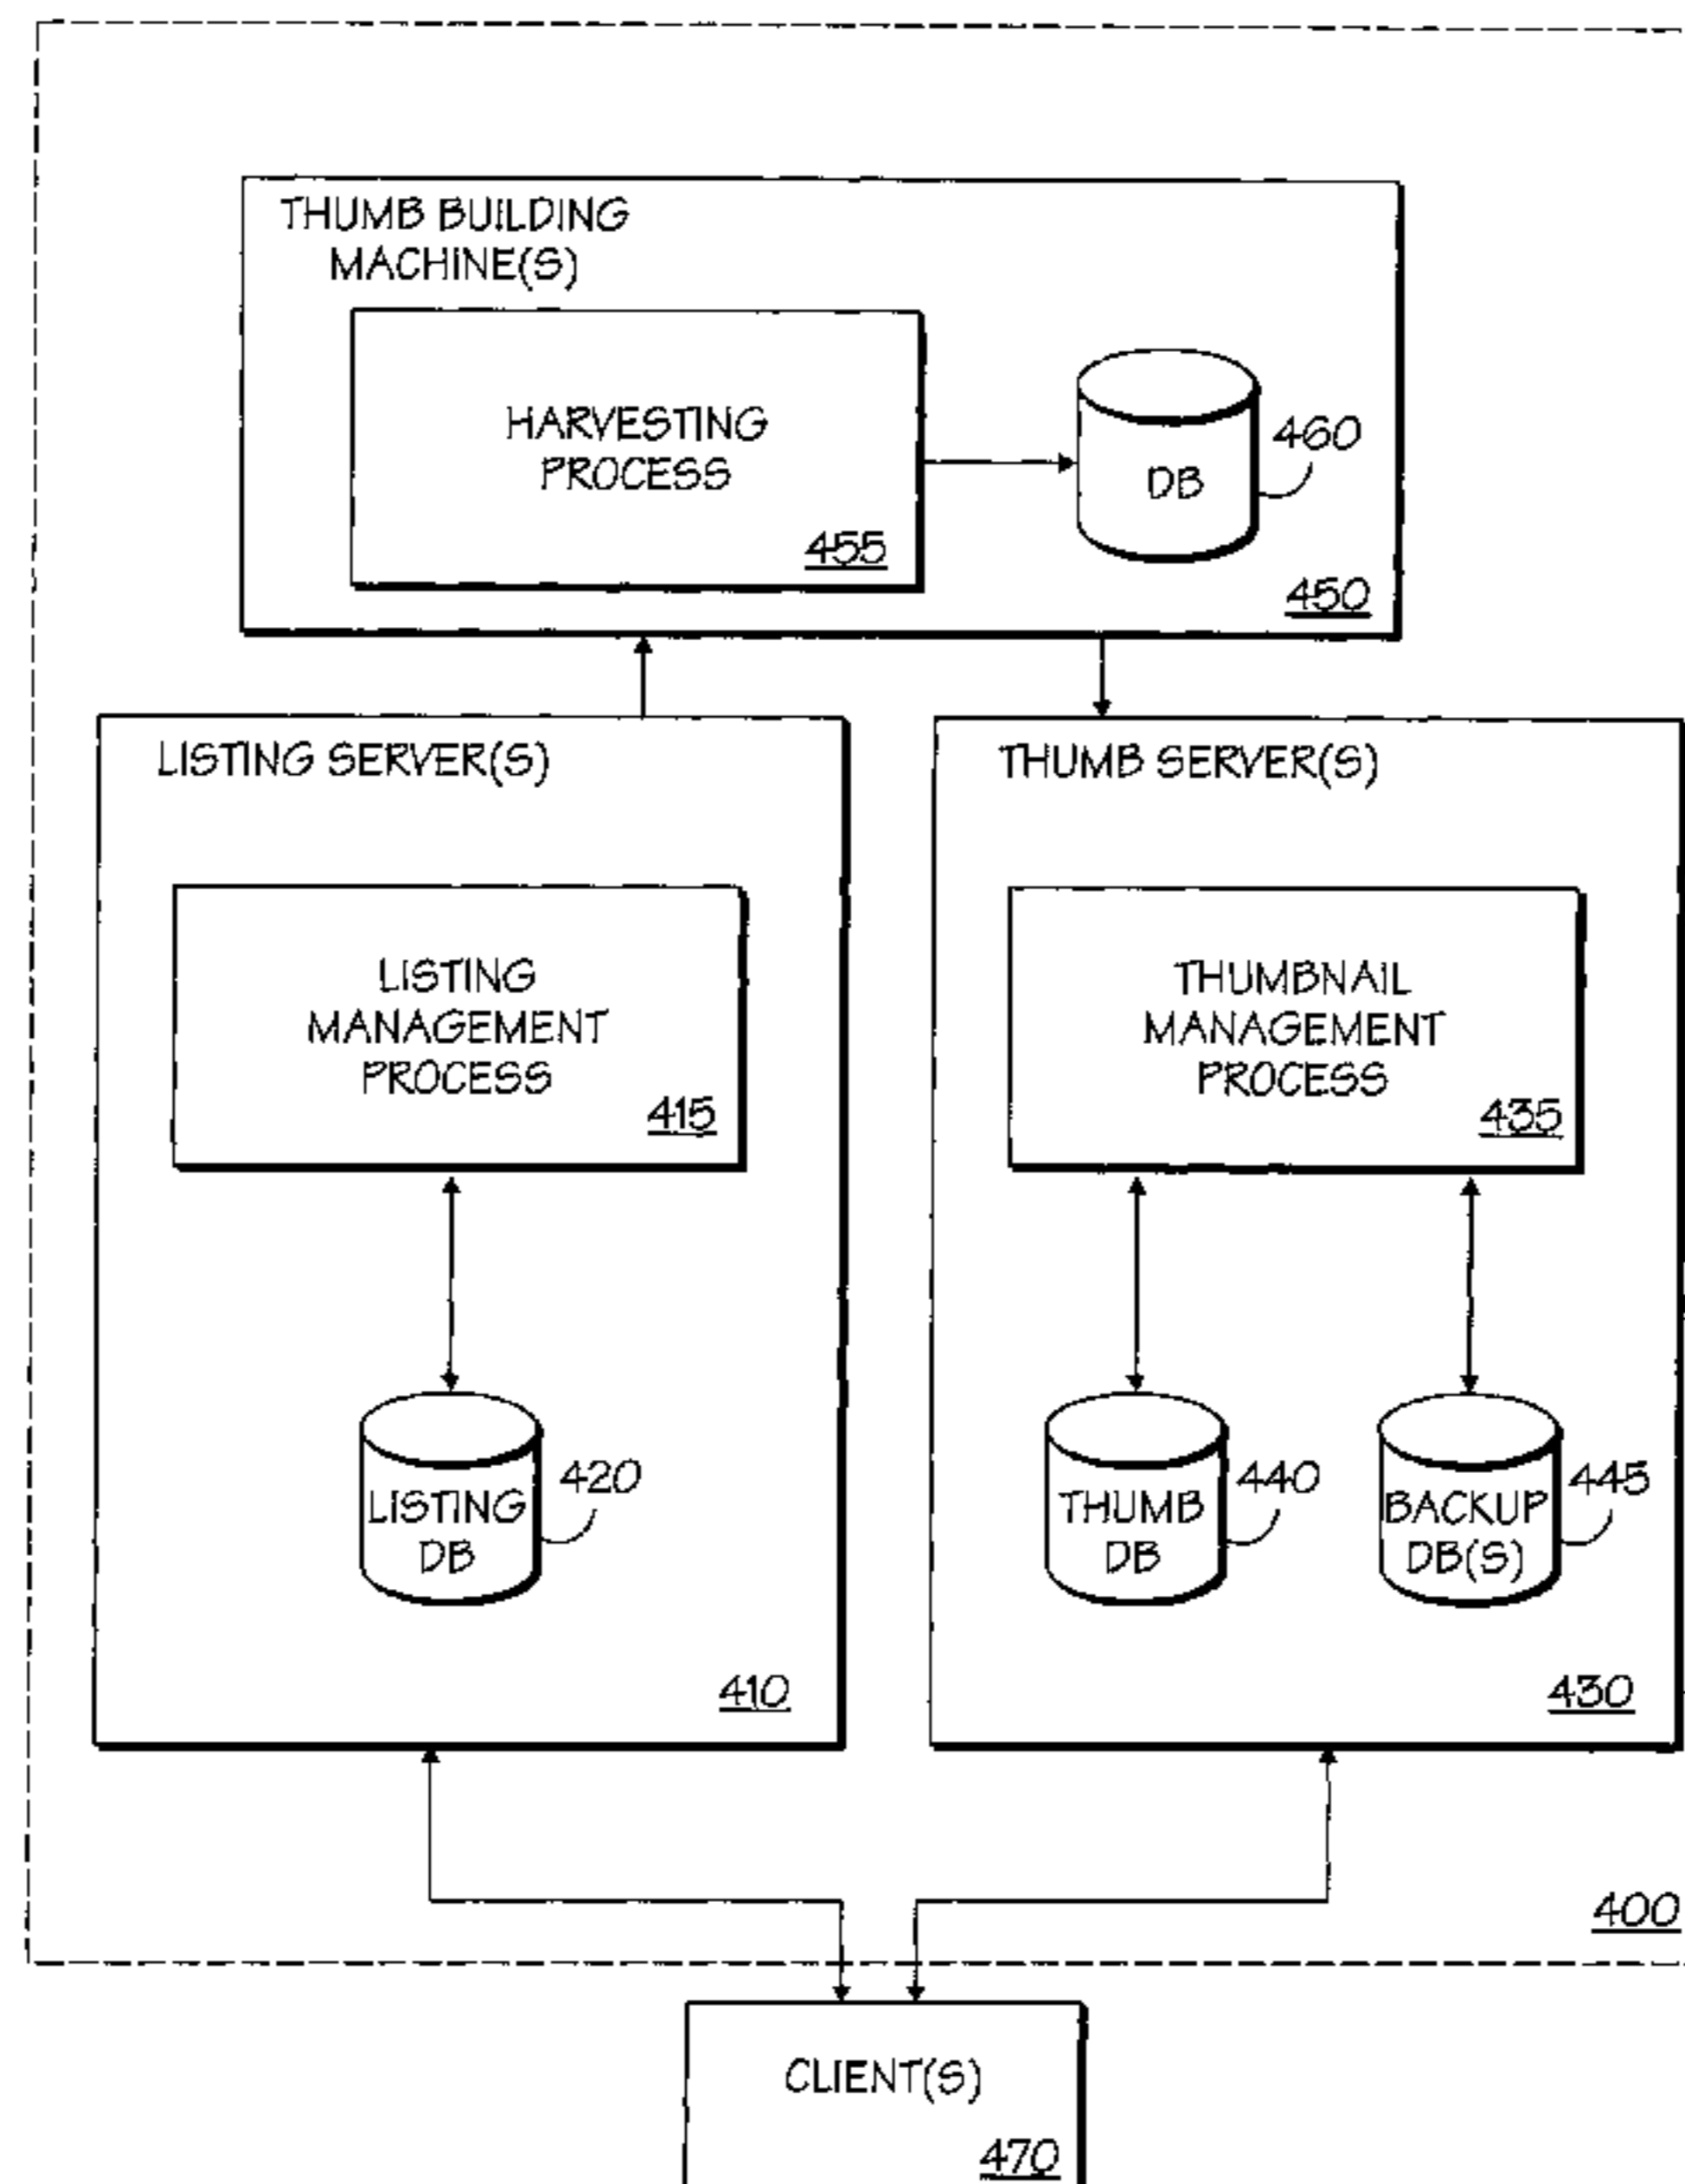 THUMB BUILDING
MACHINE(S)
HARVESTING
PROCESS
455
DB
460
450
LISTING SERVER(S)
LISTING
MANAGEMENT
PROCESS
415
LISTING
DB
420
410
THUMB SERVER(S)
THUMBNAIL
MANAGEMENT
PROCESS
435
THUMB
DB
440
BACKUP
DB(S)
445
430
400
CLIENT(S)
470